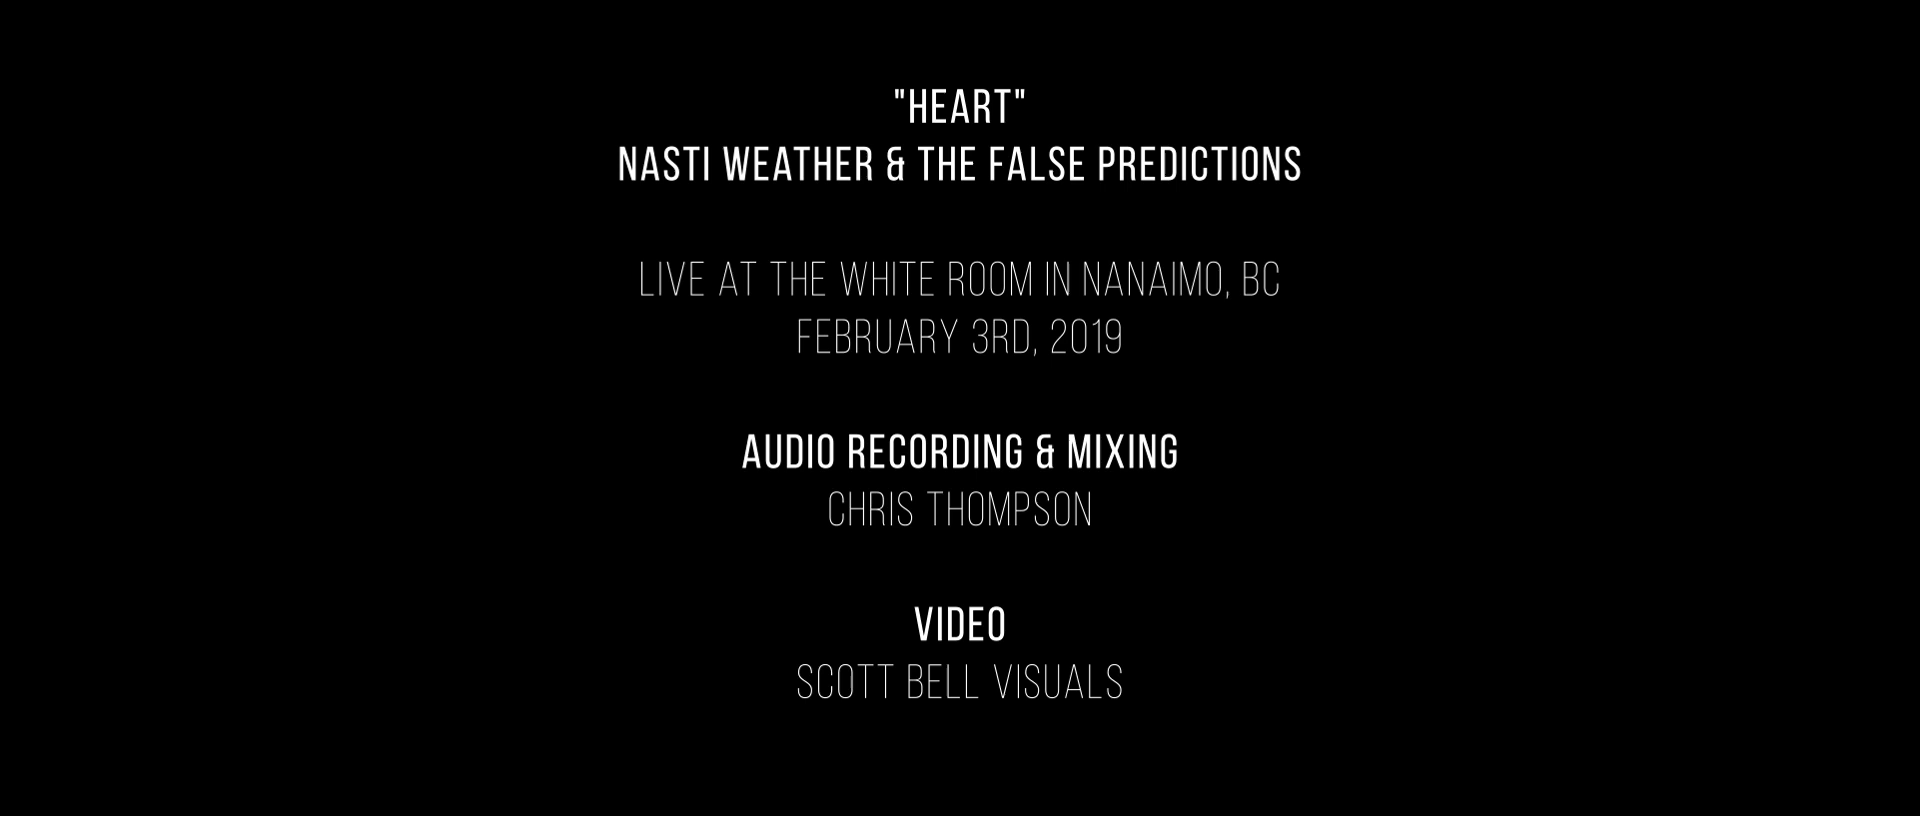 "HEART"
NASTI WEATHER & THE FALSE PREDICTIONS
LIVE AT THE WHITE ROOM IN NANAIMO, BC
FEBRUARY 3RD, 2019
AUDIO RECORDING & MIXING
CHRIS THOMPSON
VIDEO
SCOTT BELL VISUALS